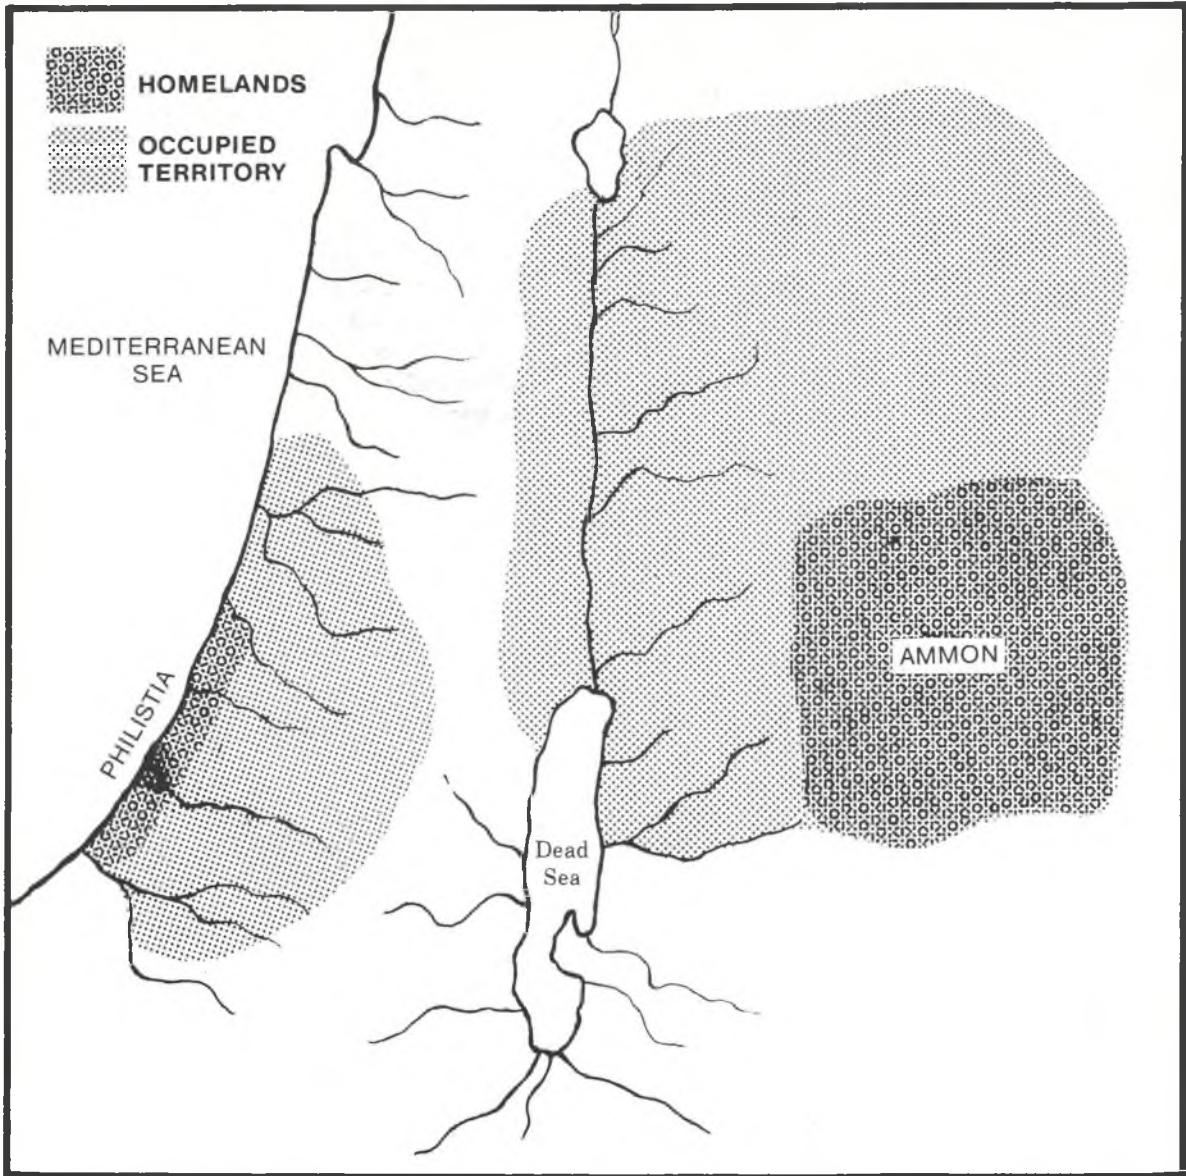 HOMELANDS
OCCUPIED
TERRITORY
MEDITERRANEAN
SEA
PHILISTIA
AMMON
Dead
Sea